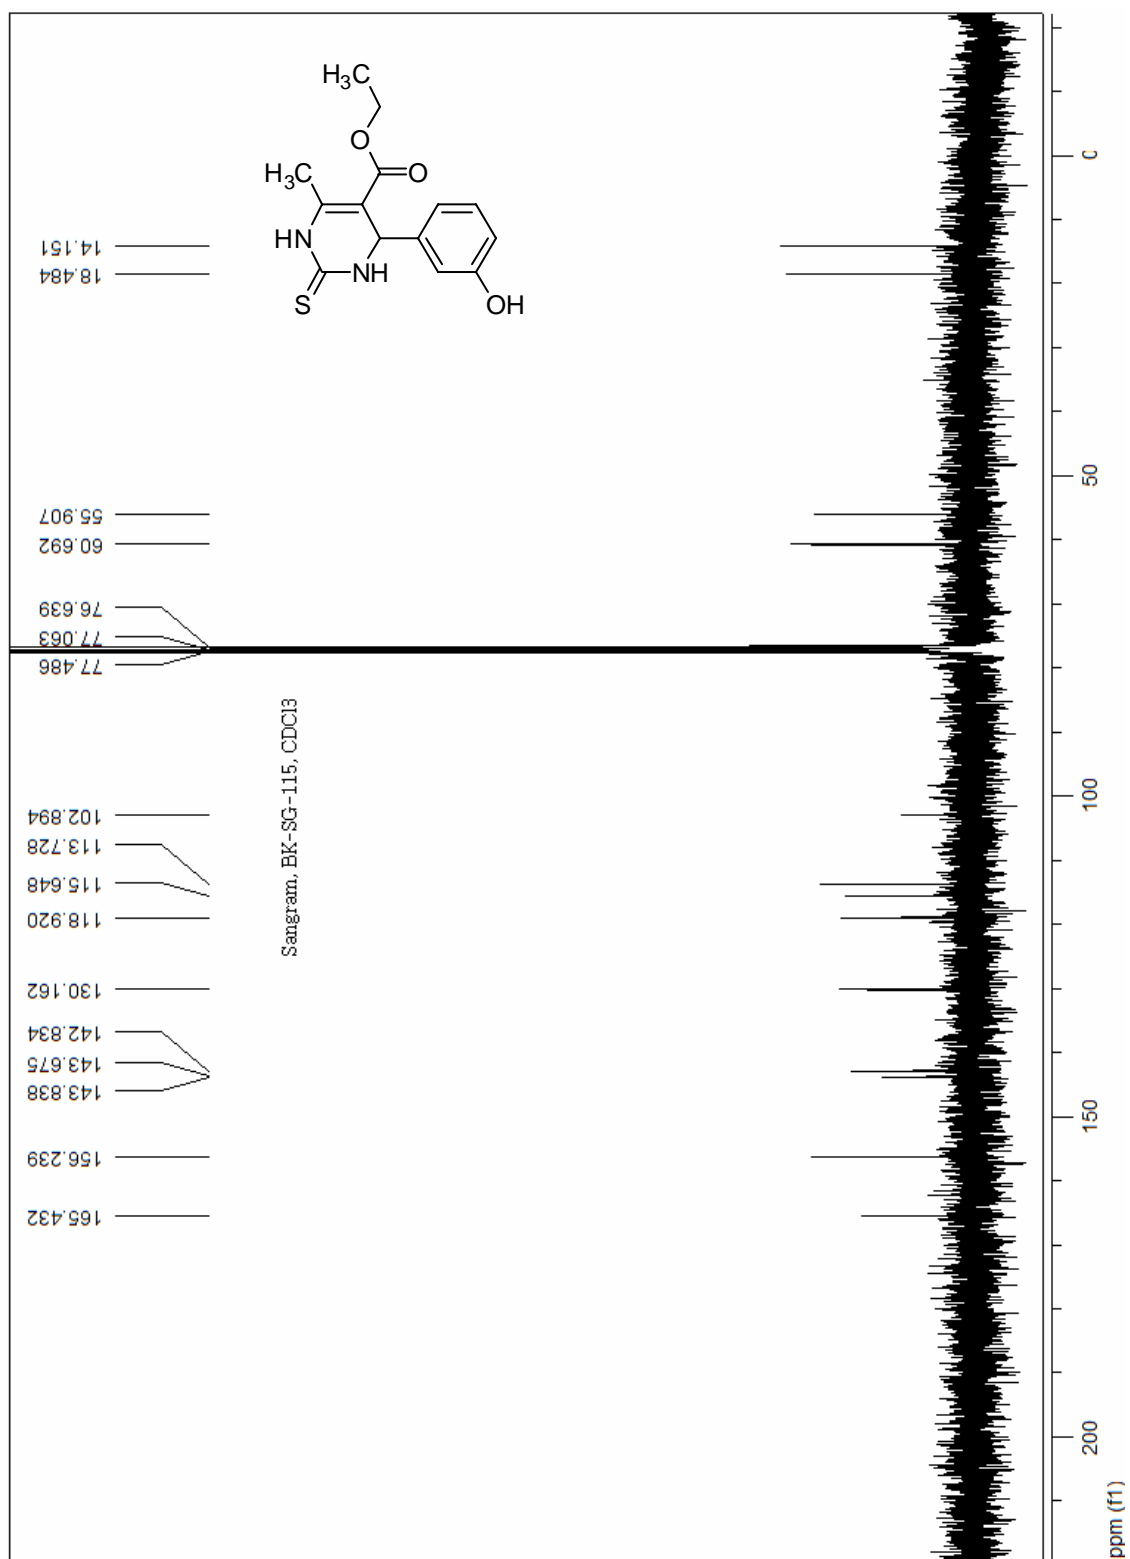 H3C
O
H3C
O
HN
NH
S
OH
14.151
18.484
55.907
60.692
76.639
77.063
77.486
102.894
113.728
115.648
118.920
130.162
142.834
143.675
143.838
156.239
165.432
Sangram, BK-SG-115, CDCl3
0
50
100
150
200
ppm (f1)